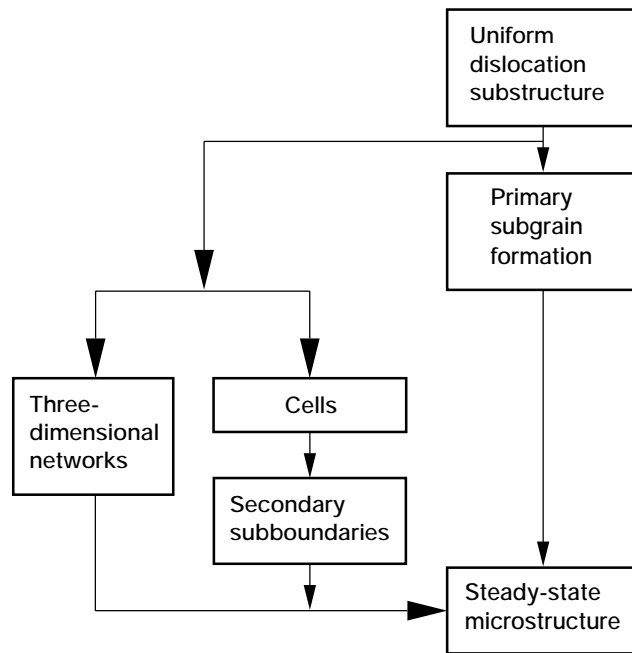 Uniform
dislocation
substructure
Primary
subgrain
formation
Three-
dimensional
networks
Cells
Secondary
subboundaries
Steady-state
microstructure